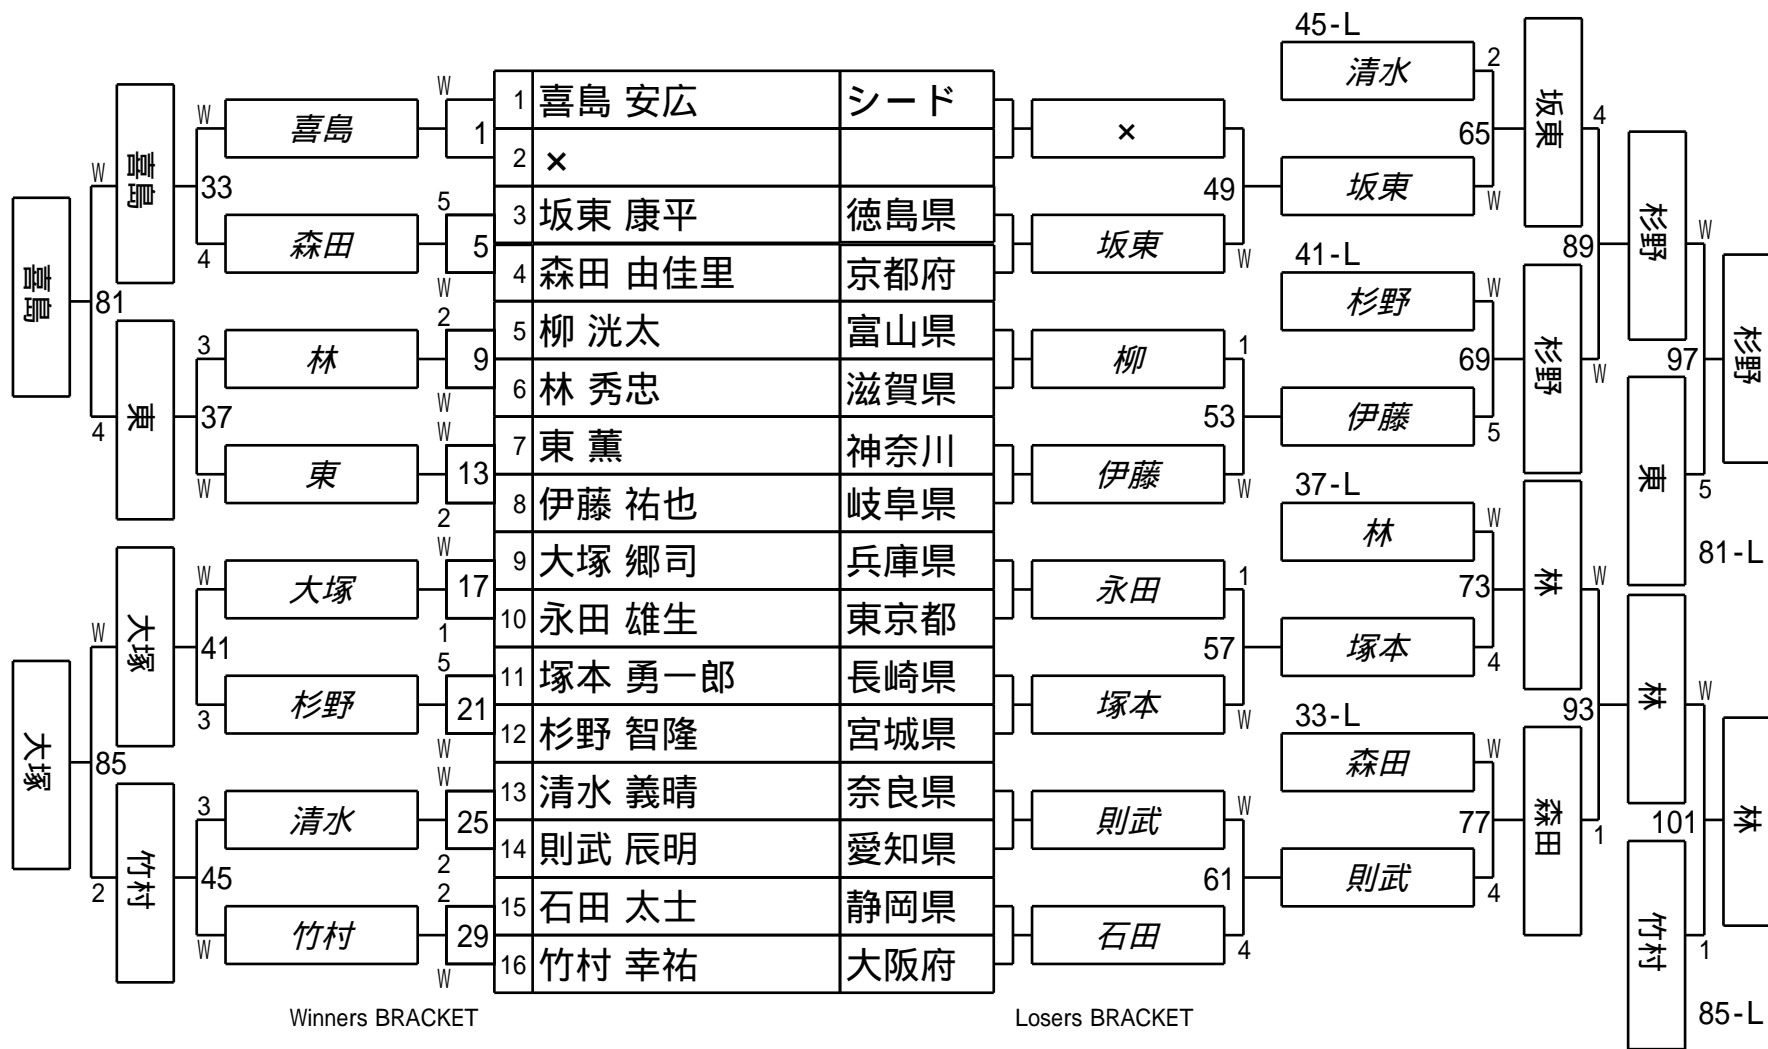 45-L
清水 2
W 1 喜島 安広 シード
W 喜島 1 × 65 坂東 4
喜島 2 ×
W 33 49 坂東 杉野 W
5 3 坂東 康平 徳島県 W
4 森田 5 坂東 89
W 4 森田 由佳里 京都府 W 41-L
喜島 81 杉野 W 杉野
2 5 柳 洸太 富山県
3 林 9 柳 1 69 杉野 97
W 6 林 秀忠 滋賀県 W
4 東 37 53 伊藤 5 東 5
W 7 東 薫 神奈川
W 東 13 伊藤 W
2 8 伊藤 祐也 岐阜県 37-L
林 W 81-L
W 9 大塚 郷司 兵庫県
W 大塚 17 永田 1 73 林 W
1 10 永田 雄生 東京都
W 大塚 41 57 塚本 4 林 W
5 11 塚本 勇一郎 長崎県
3 杉野 21 塚本 W 93
W 12 杉野 智隆 宮城県 33-L
大塚 85 森田 W 林
W 13 清水 義晴 奈良県
3 清水 25 則武 W 77 森田 1 101
2 14 則武 辰明 愛知県
2 竹村 45 61 則武 4 竹村 1
2 15 石田 太士 静岡県
W 竹村 29 石田 4
W 16 竹村 幸祐 大阪府
Winners BRACKET Losers BRACKET 85-L